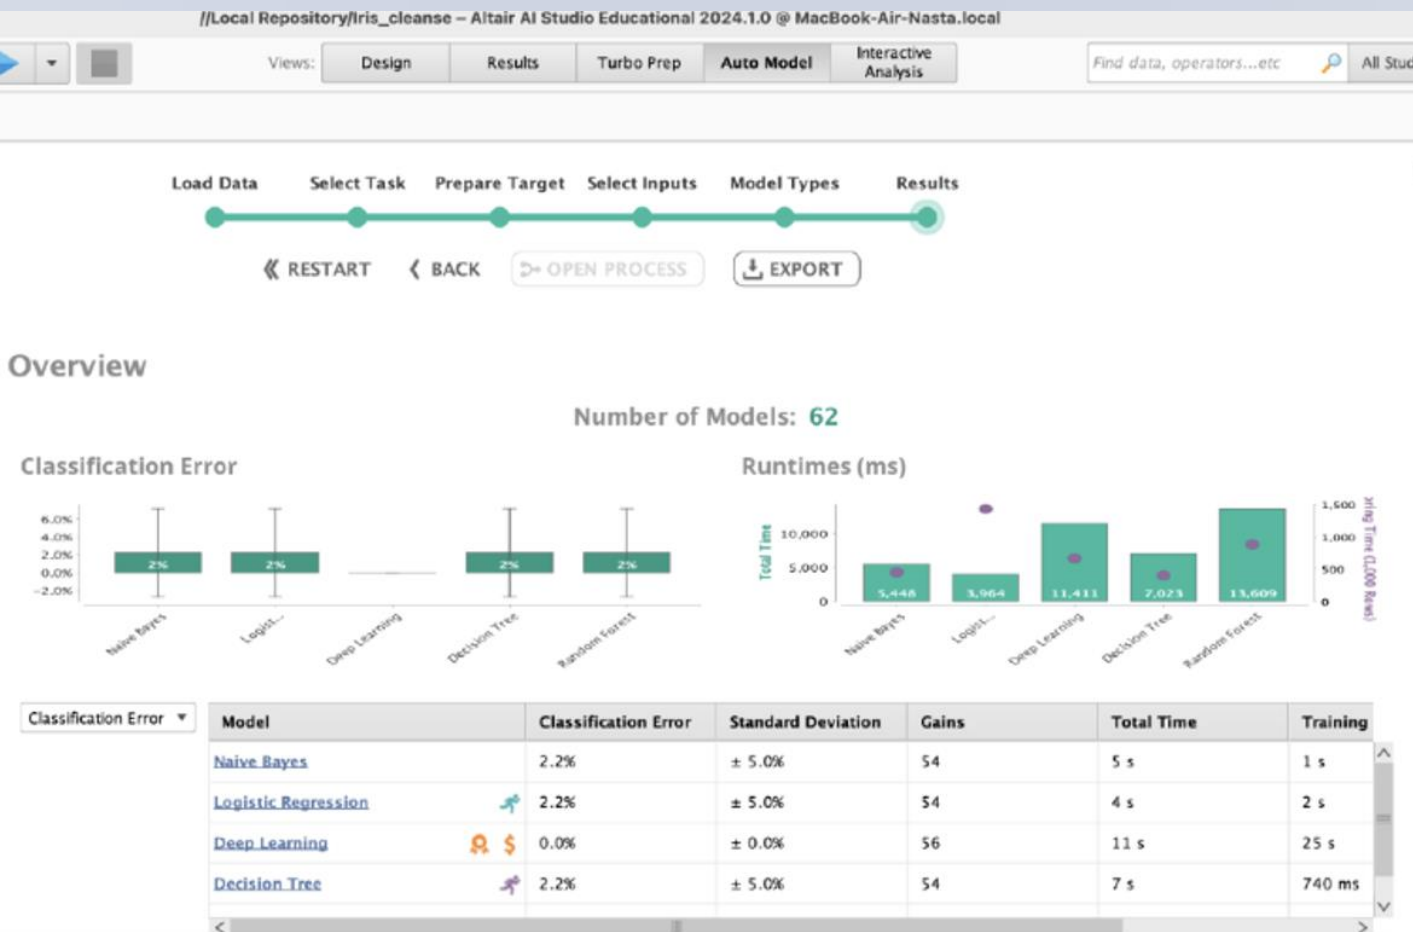 //Local Repository/Iris_cleanse – Altair AI Studio Educational 2024.1.0 @ MacBook-Air-Nasta.local
Views: Design Results Turbo Prep Auto Model Interactive Analysis Find data, operators...etc All Stud
Load Data Select Task Prepare Target Select Inputs Model Types Results
RESTART BACK OPEN PROCESS EXPORT
Overview
Number of Models: 62
Classification Error
6.0%
4.0%
2.0%
0.0%
-2.0%
2% 2% 2% 2%
Naive Bayes Logist... Deep Learning Decision Tree Random Forest
Runtimes (ms)
Total Time
10,000
5,000
0
5,448 3,964 11,411 7,023 13,609
1,500
1,000
500
0
oring Time (1,000 Rows)
Naive Bayes Logist... Deep Learning Decision Tree Random Forest
Classification Error
Model Classification Error Standard Deviation Gains Total Time Training
Naive Bayes 2.2% ± 5.0% 54 5 s 1 s
Logistic Regression 2.2% ± 5.0% 54 4 s 2 s
Deep Learning $ 0.0% ± 0.0% 56 11 s 25 s
Decision Tree 2.2% ± 5.0% 54 7 s 740 ms